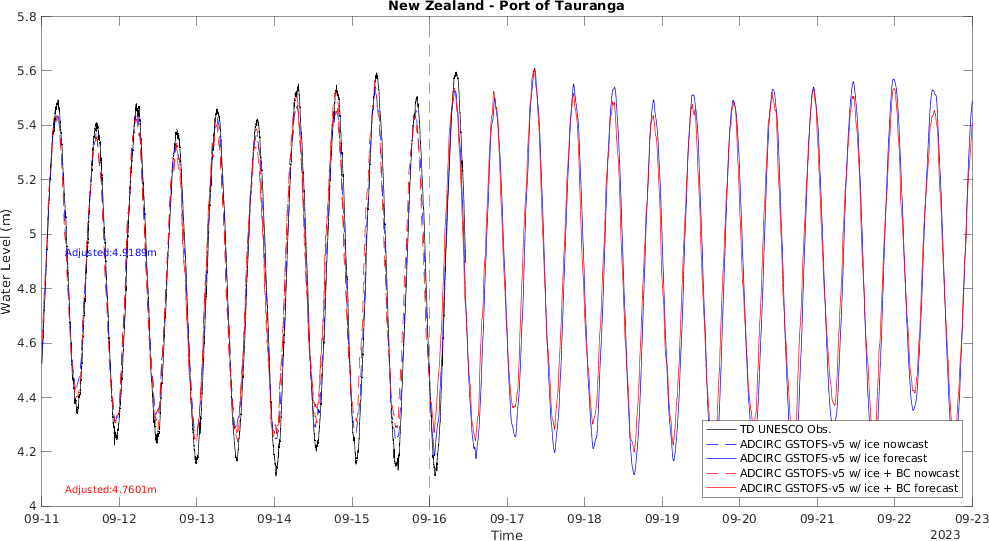 New Zealand - Port of Tauranga
Water Level (m)
5.8
5.6
5.4
5.2
5
4.8
4.6
4.4
4.2
4
Adjusted:4.9189m
Adjusted:4.7601m
TD UNESCO Obs.
ADCIRC GSTOFS-v5 w/ ice nowcast
ADCIRC GSTOFS-v5 w/ ice forecast
ADCIRC GSTOFS-v5 w/ ice + BC nowcast
ADCIRC GSTOFS-v5 w/ ice + BC forecast
09-11 09-12 09-13 09-14 09-15 09-16 09-17 09-18 09-19 09-20 09-21 09-22 09-23
Time
2023